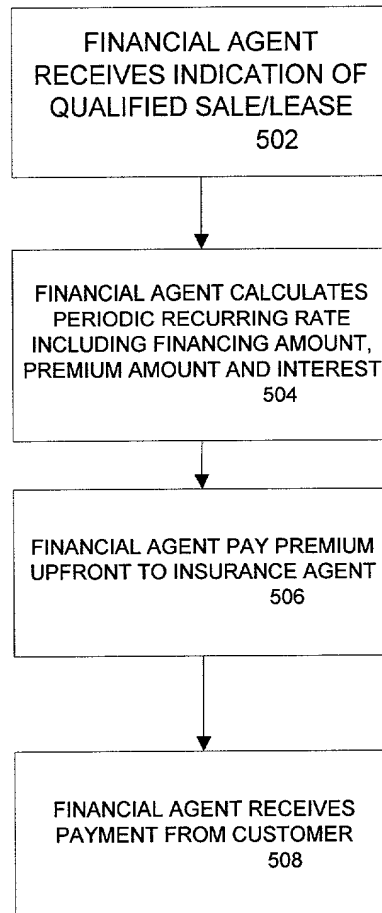 FINANCIAL AGENT
RECEIVES INDICATION OF
QUALIFIED SALE/LEASE
502
FINANCIAL AGENT CALCULATES
PERIODIC RECURRING RATE
INCLUDING FINANCING AMOUNT,
PREMIUM AMOUNT AND INTEREST
504
FINANCIAL AGENT PAY PREMIUM
UPFRONT TO INSURANCE AGENT
506
FINANCIAL AGENT RECEIVES
PAYMENT FROM CUSTOMER
508